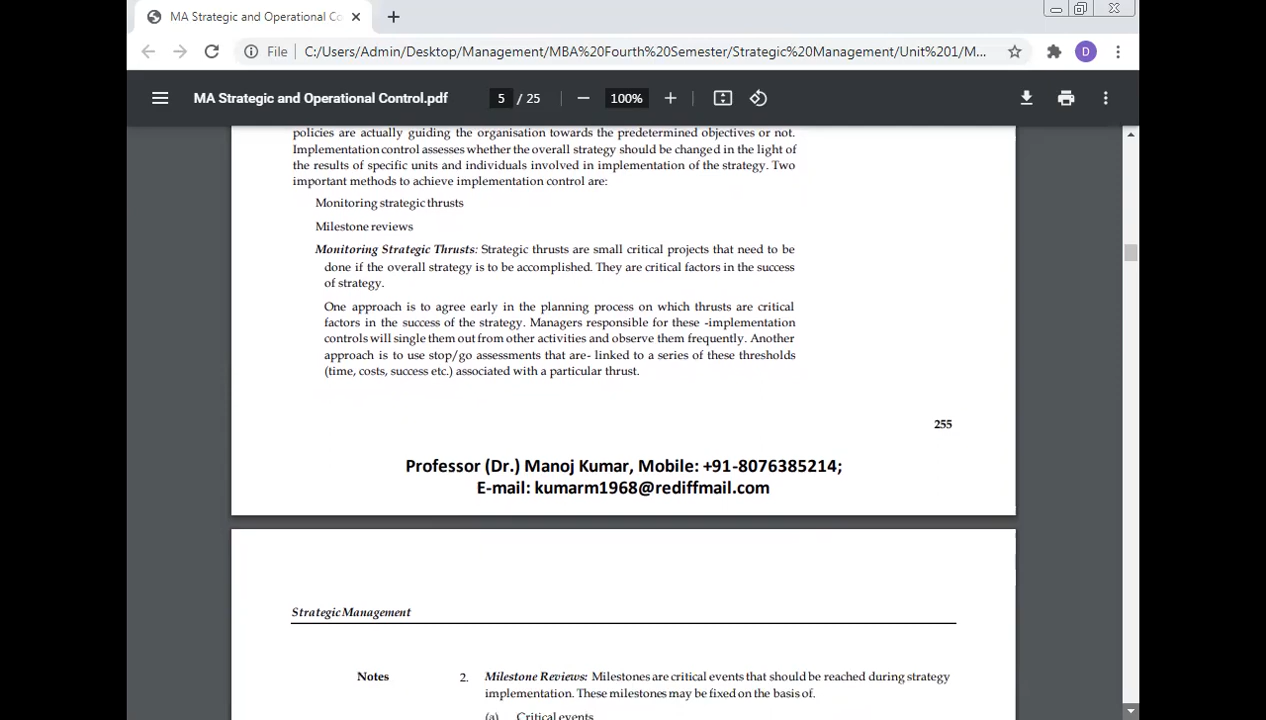 MA Strategic and Operational Co
File
C:/Users/Admin/Desktop/Management/MBA%20Fourth%20Semester/Strategic%20Management/Unit%201/M...
D
MA Strategic and Operational Control.pdf
5 / 25
100%
policies are actually guiding the organisation towards the predetermined objectives or not.
Implementation control assesses whether the overall strategy should be changed in the light of
the results of specific units and individuals involved in implementation of the strategy. Two
important methods to achieve implementation control are:
Monitoring strategic thrusts
Milestone reviews
Monitoring Strategic Thrusts: Strategic thrusts are small critical projects that need to be
done if the overall strategy is to be accomplished. They are critical factors in the success
of strategy.
One approach is to agree early in the planning process on which thrusts are critical
factors in the success of the strategy. Managers responsible for these -implementation
controls will single them out from other activities and observe them frequently. Another
approach is to use stop/go assessments that are- linked to a series of these thresholds
(time, costs, success etc.) associated with a particular thrust.
255
Professor (Dr.) Manoj Kumar, Mobile: +91-8076385214;
E-mail: kumarm1968@rediffmail.com
Strategic Management
Notes
2. Milestone Reviews: Milestones are critical events that should be reached during strategy
implementation. These milestones may be fixed on the basis of.
(a) Critical events